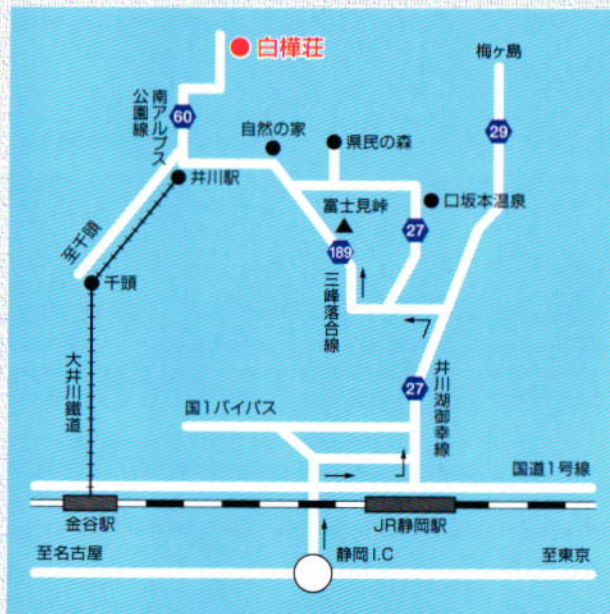 白樺荘
梅ヶ島
南アルプス
公園線
60
自然の家
県民の森
29
井川駅
口坂本温泉
富士見峠
27
189
至千頭
千頭
三峰落合線
大井川鐵道
27
井川湖御幸線
国1バイパス
国道1号線
金谷駅
JR静岡駅
至名古屋
静岡I.C
至東京